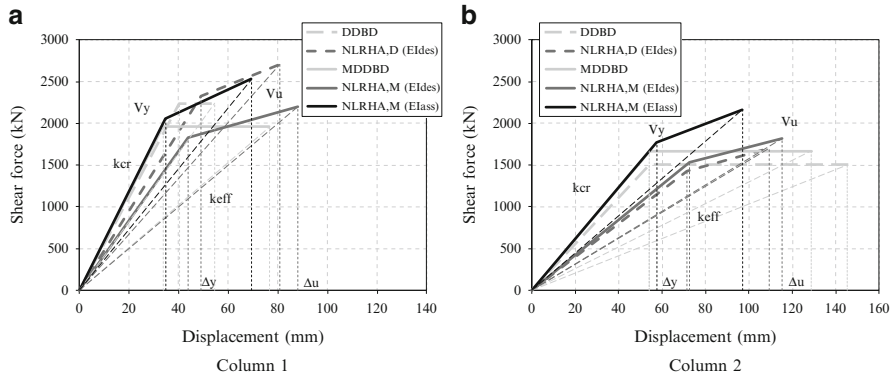 a
DDBD
NLRHA,D (EIdes)
MDDBD
NLRHA,M (EIdes)
NLRHA,M (EIass)
3000
2500
2000
1500
1000
500
0
Shear force (kN)
Vy
Vu
kcr
keff
Δy
Δu
0 20 40 60 80 100 120 140
Displacement (mm)
Column 1
b
DDBD
NLRHA,D (EIdes)
MDDBD
NLRHA,M (EIdes)
NLRHA,M (EIass)
3000
2500
2000
1500
1000
500
0
Shear force (kN)
Vy
Vu
kcr
keff
Δy
Δu
0 20 40 60 80 100 120 140 160
Displacement (mm)
Column 2